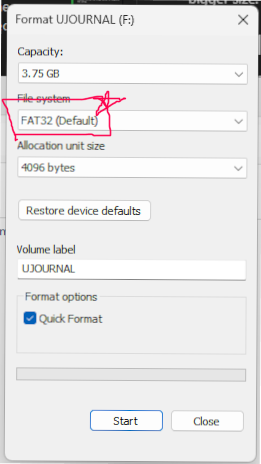 Format UJOURNAL (F:)
Capacity:
3.75 GB
File system
FAT32 (Default)
Allocation unit size
4096 bytes
Restore device defaults
Volume label
UJOURNAL
Format options
Quick Format
Start
Close